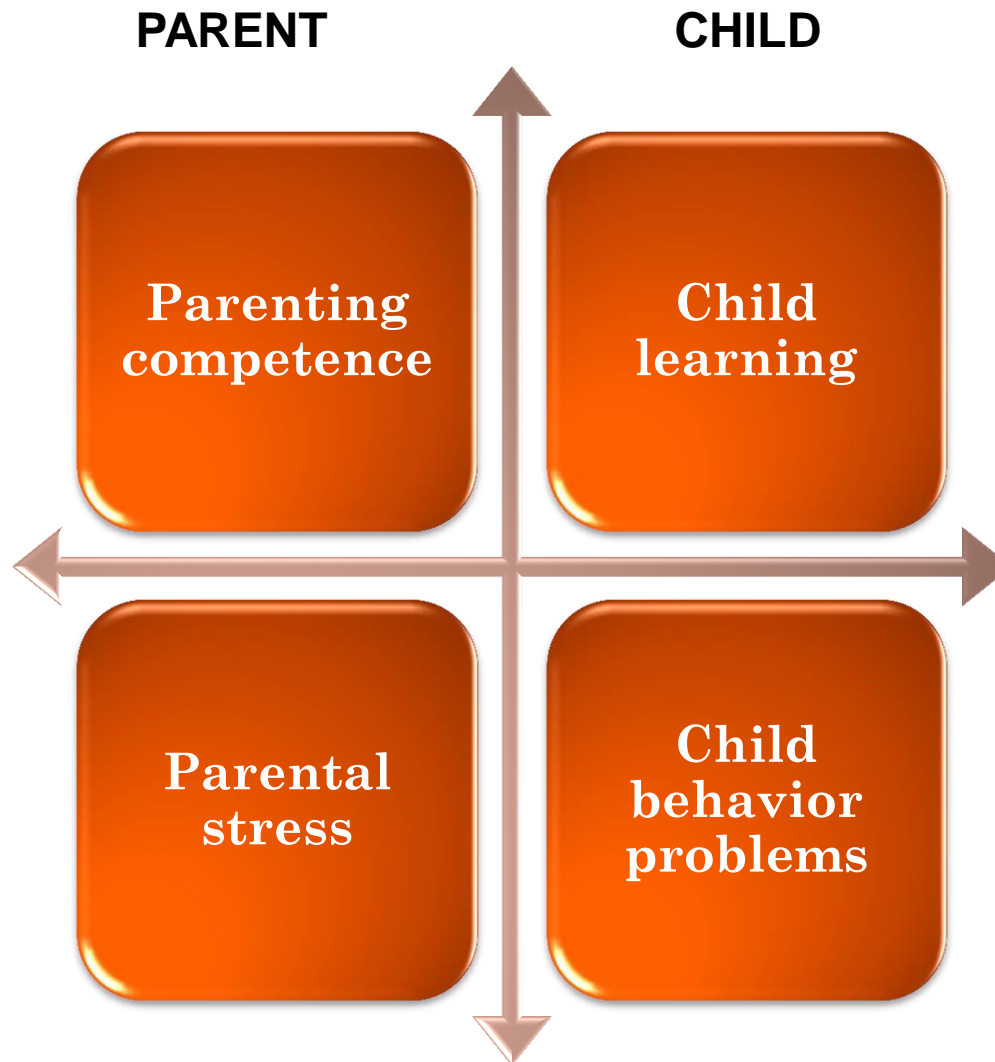 PARENT CHILD
Parenting
competence
Child
learning
Parental
stress
Child
behavior
problems